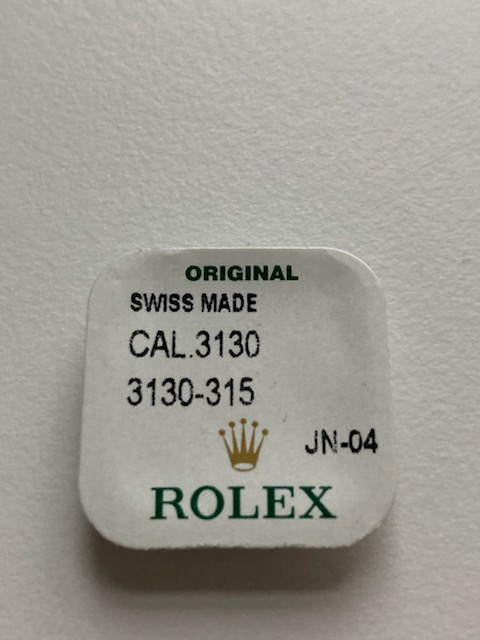 ORIGINAL
SWISS MADE
CAL.3130
3130-315
JN-04
ROLEX